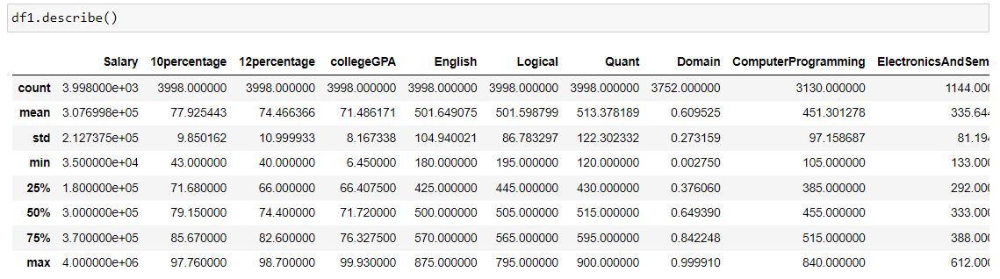 df1.describe()
Salary 10percentage 12percentage collegeGPA English Logical Quant Domain ComputerProgramming ElectronicsAndSem
count 3.998000e+03 3998.000000 3998.000000 3998.000000 3998.000000 3998.000000 3998.000000 3752.000000 3130.000000 1144.000
mean 3.076998e+05 77.925443 74.466366 71.486171 501.649075 501.598799 513.378189 0.609525 451.301278 335.644
std 2.127375e+05 9.850162 10.999933 8.167338 104.940021 86.783297 122.302332 0.273159 97.158687 81.194
min 3.500000e+04 43.000000 40.000000 6.450000 180.000000 195.000000 120.000000 0.002750 105.000000 133.000
25% 1.800000e+05 71.680000 66.000000 66.407500 425.000000 445.000000 430.000000 0.376060 385.000000 292.000
50% 3.000000e+05 79.150000 74.400000 71.720000 500.000000 505.000000 515.000000 0.649390 455.000000 333.000
75% 3.700000e+05 85.670000 82.600000 76.327500 570.000000 565.000000 595.000000 0.842248 515.000000 388.000
max 4.000000e+06 97.760000 98.700000 99.930000 875.000000 795.000000 900.000000 0.999910 840.000000 612.000